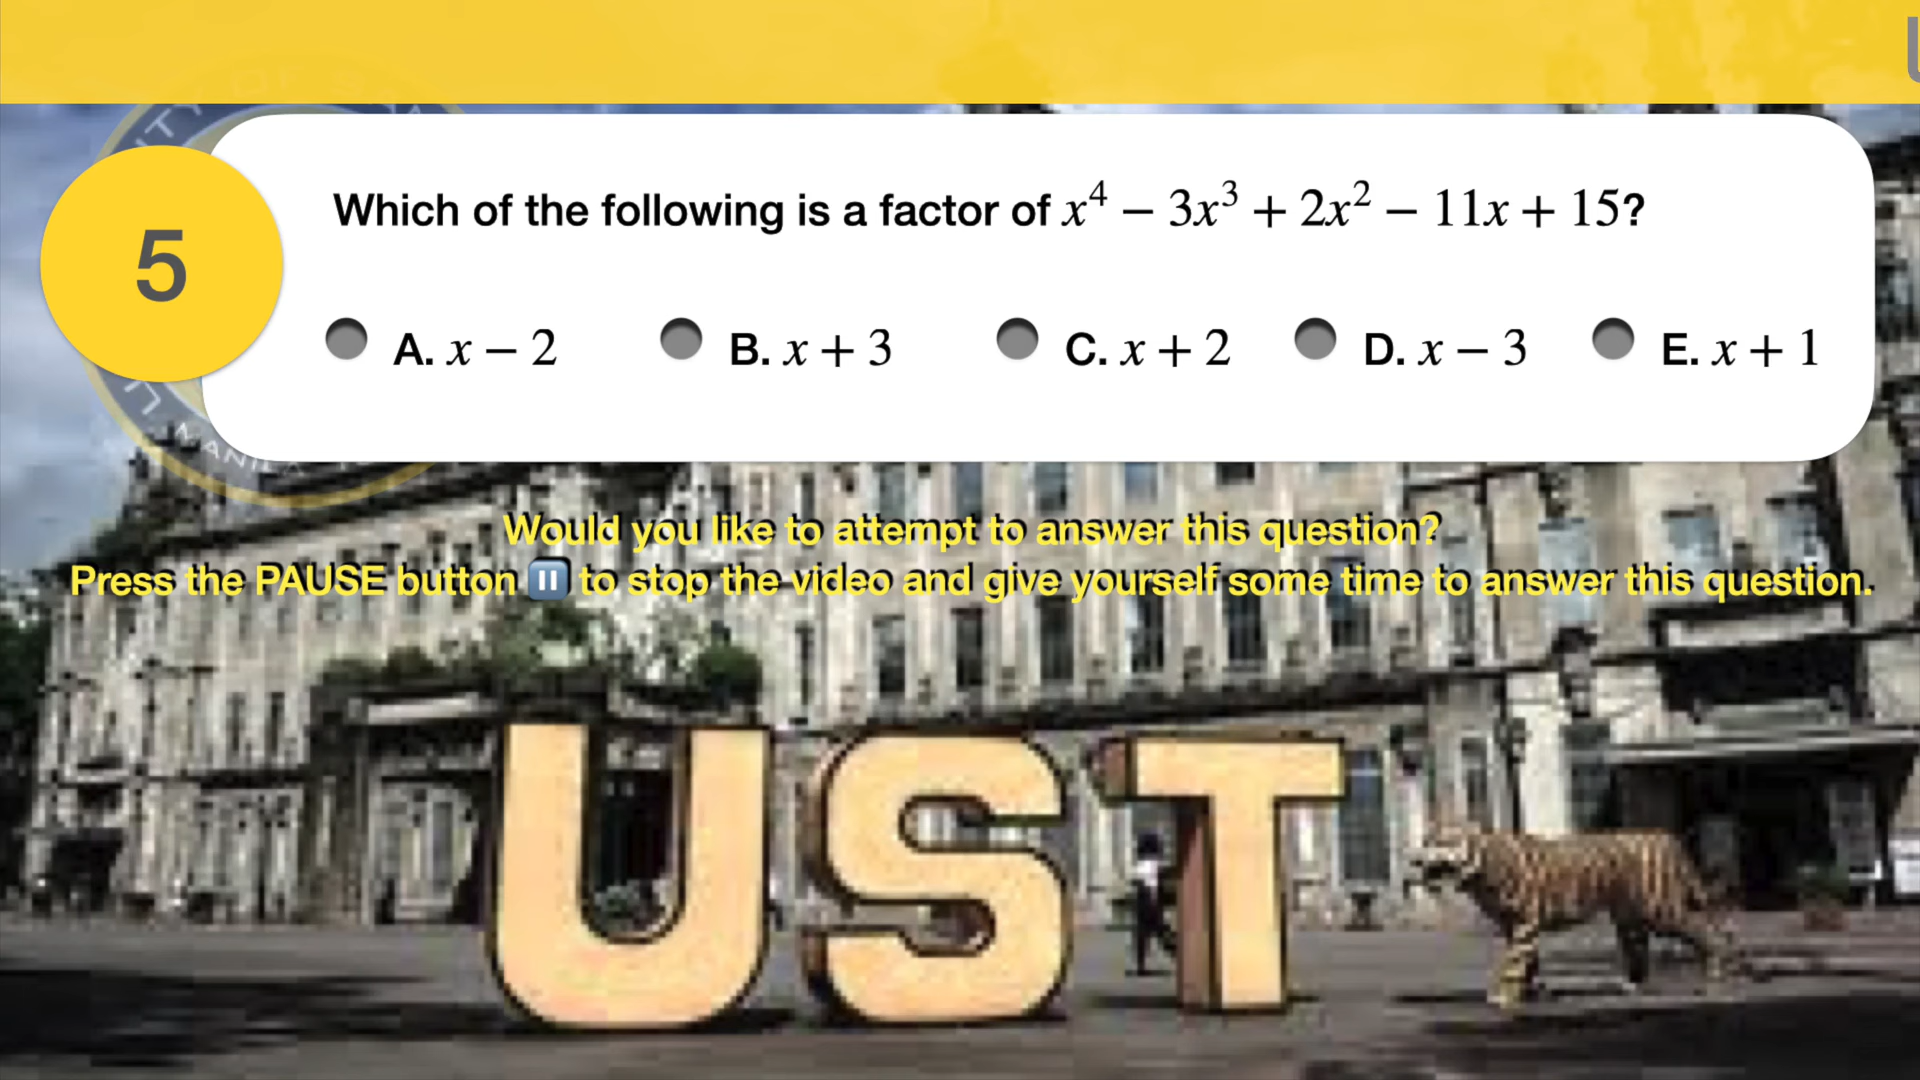 5
Which of the following is a factor of x⁴ − 3x³ + 2x² − 11x + 15?
A. x − 2
B. x + 3
C. x + 2
D. x − 3
E. x + 1
MANILA
Would you like to attempt to answer this question?
Press the PAUSE button ⏸ to stop the video and give yourself some time to answer this question.
UST